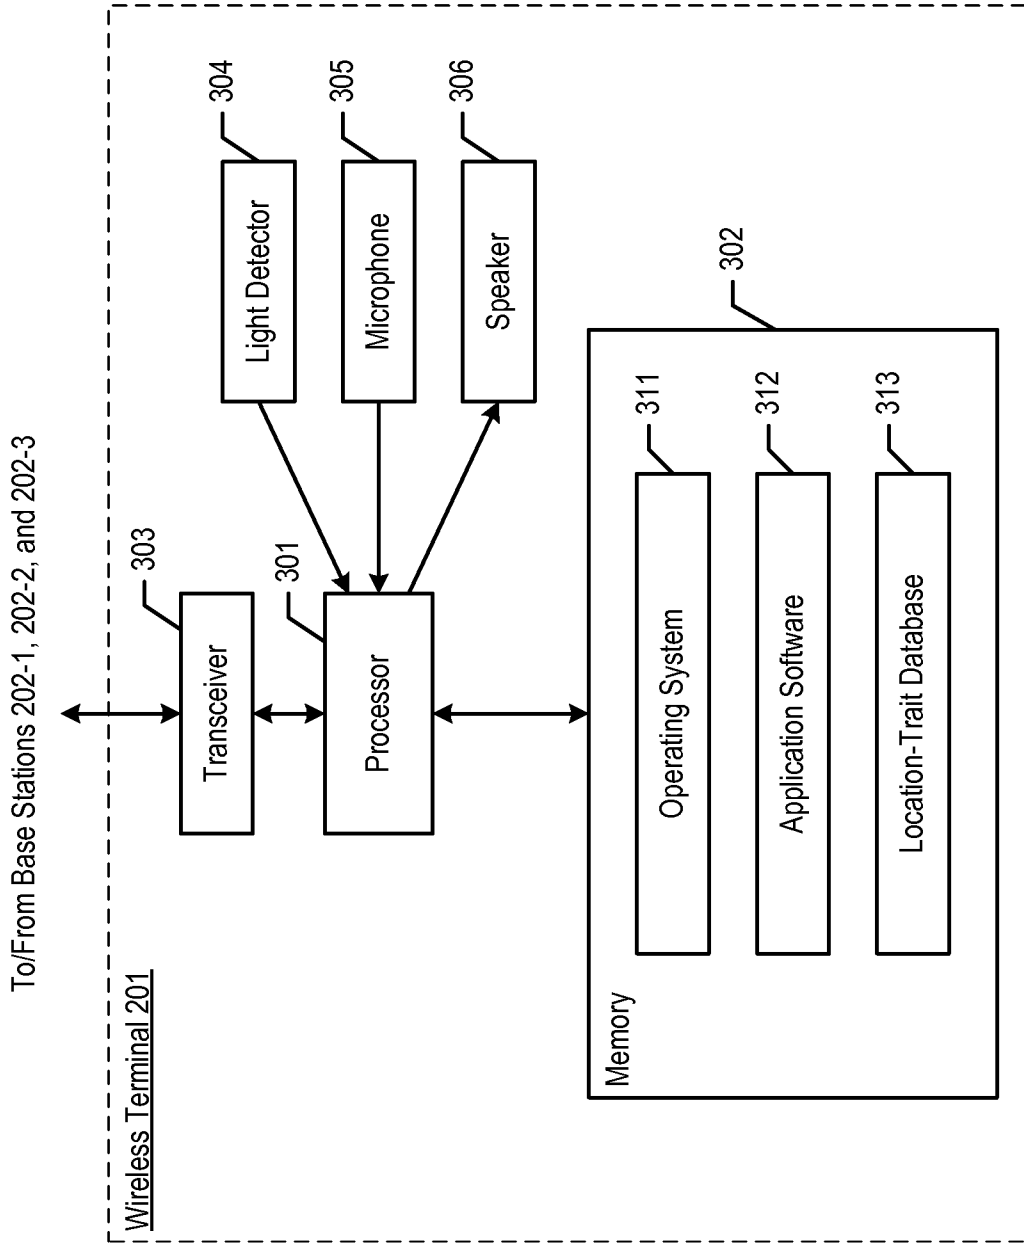 To/From Base Stations 202-1, 202-2, and 202-3
Wireless Terminal 201
303
Transceiver
301
Processor
304
Light Detector
305
Microphone
306
Speaker
302
Memory
311
Operating System
312
Application Software
313
Location-Trait Database